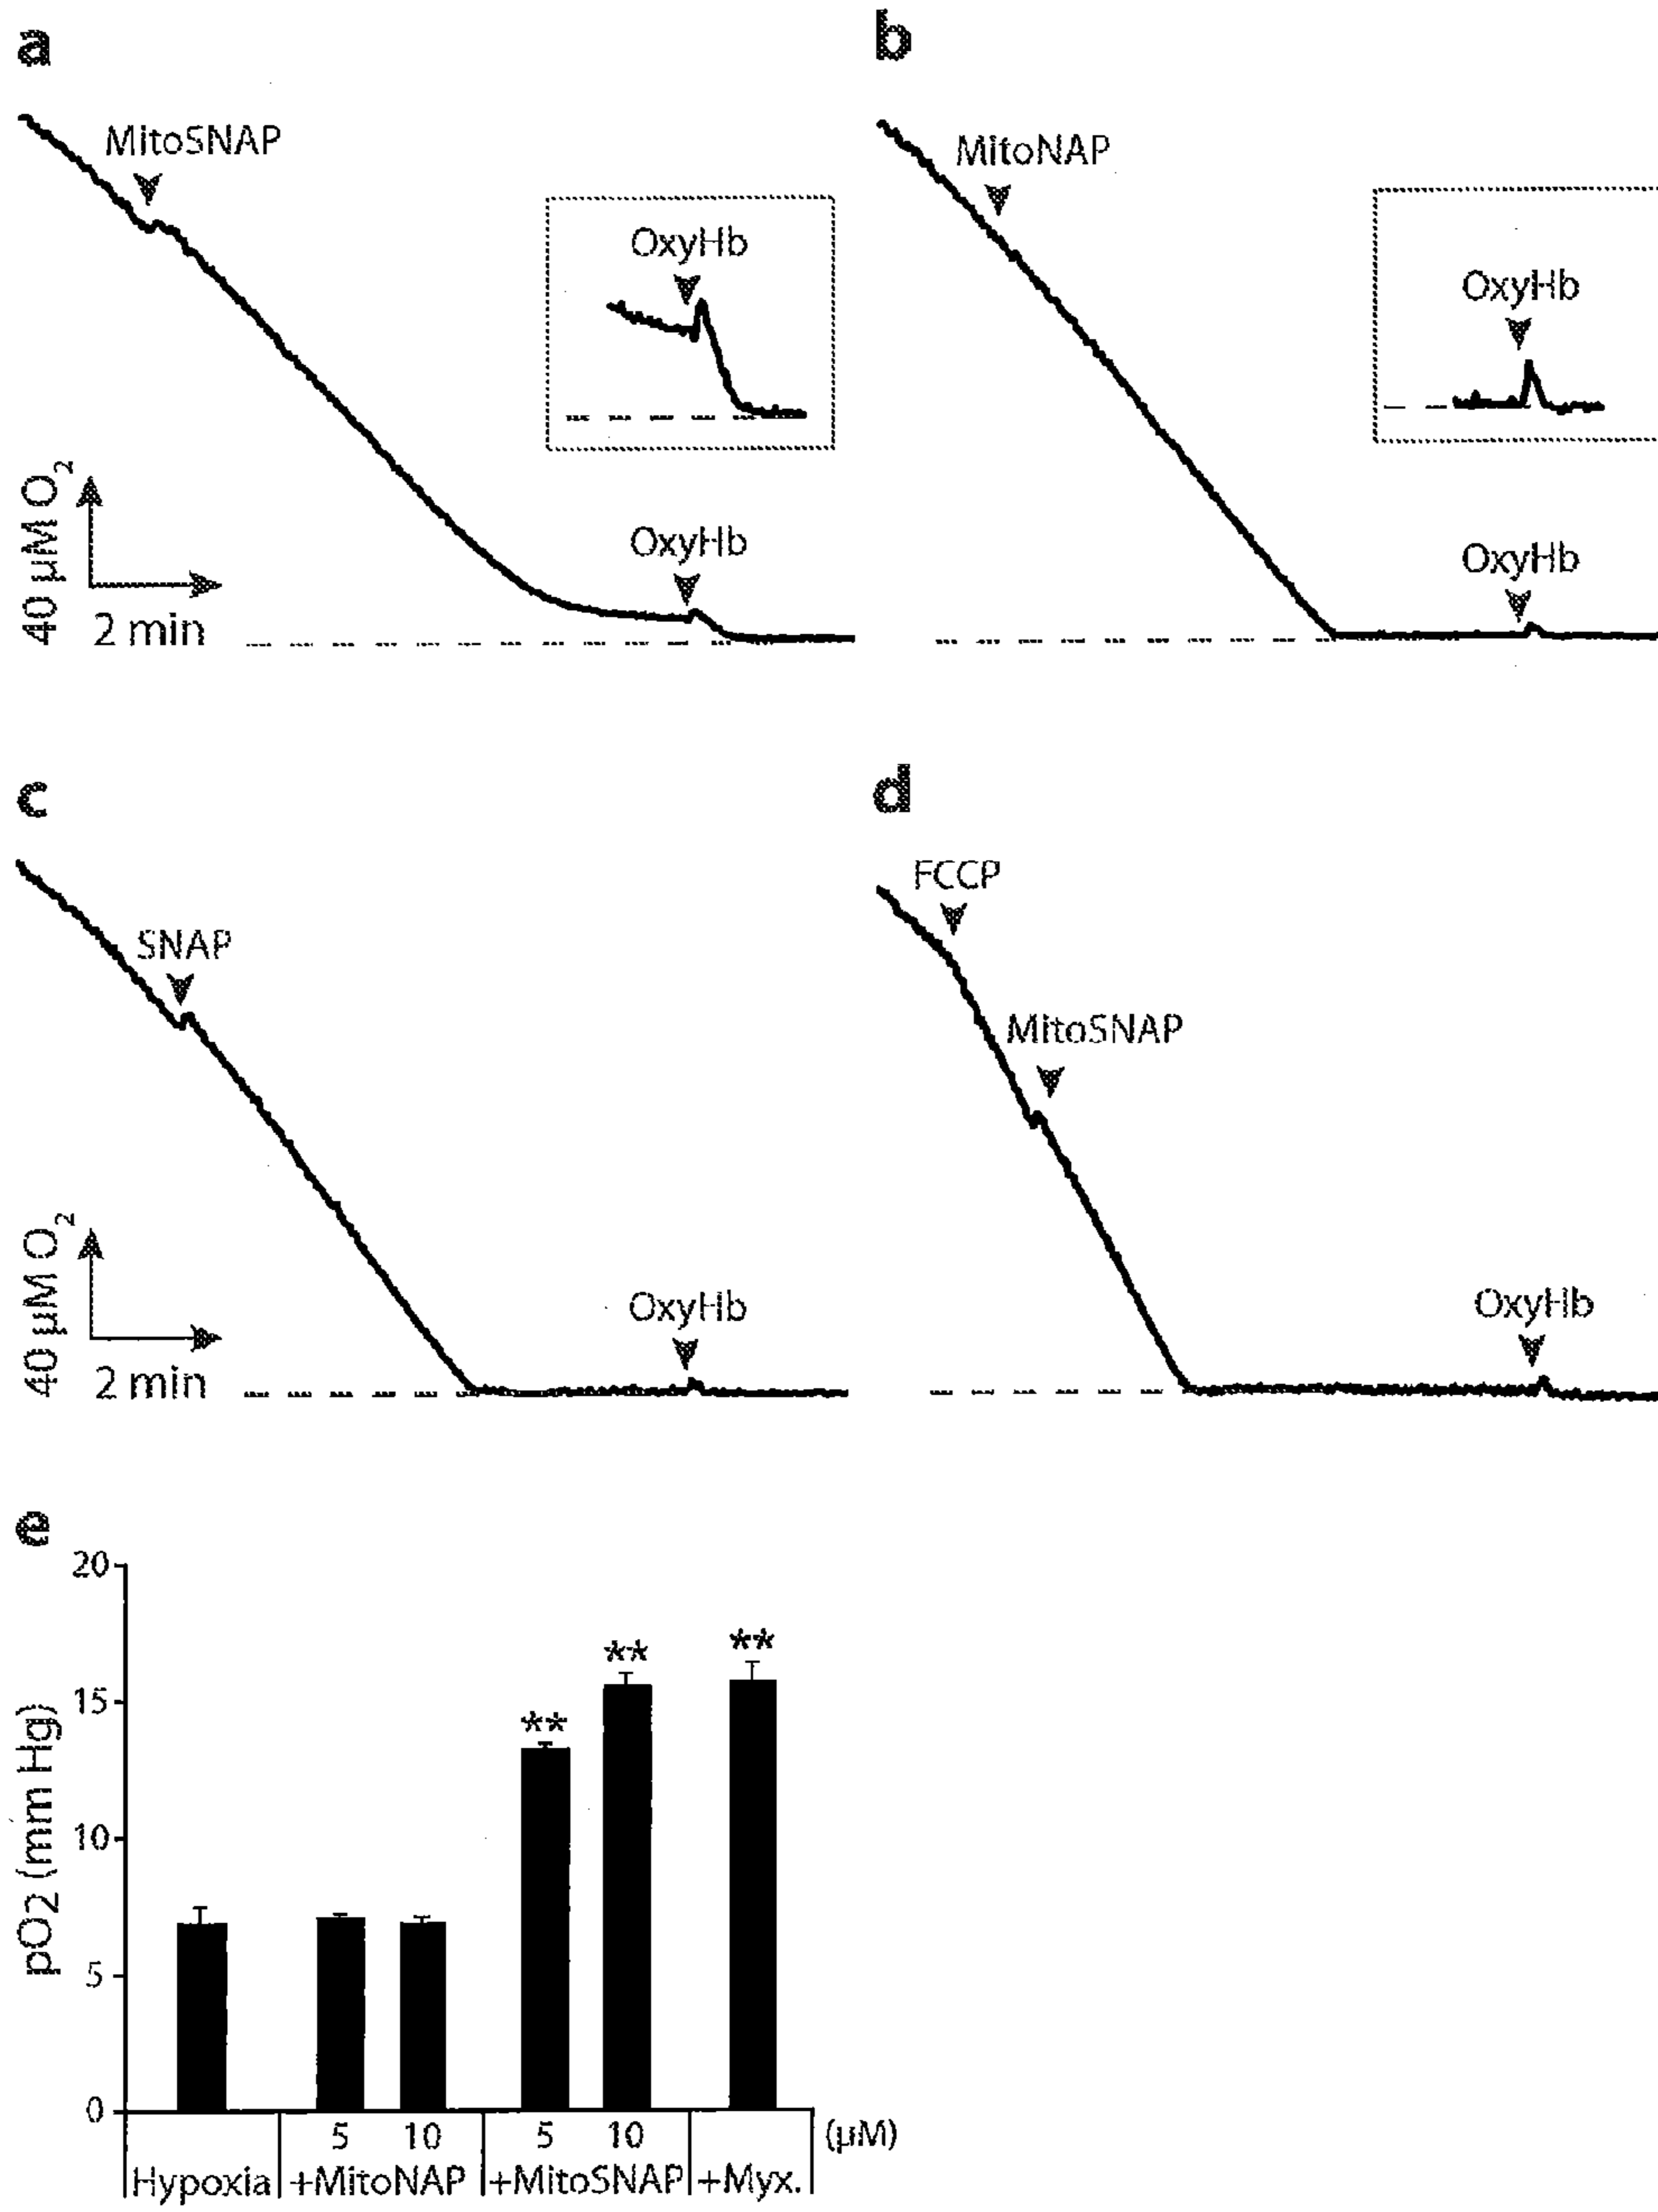 a
MitoSNAP
OxyHb
OxyHb
40 µM O2
2 min
b
MitoNAP
OxyHb
OxyHb
c
SNAP
OxyHb
40 µM O2
2 min
d
FCCP
MitoSNAP
OxyHb
e
pO2 (mm Hg)
20
15
10
5
0
** ** **
5 10 5 10 (µM)
Hypoxia +MitoNAP +MitoSNAP +Myx.